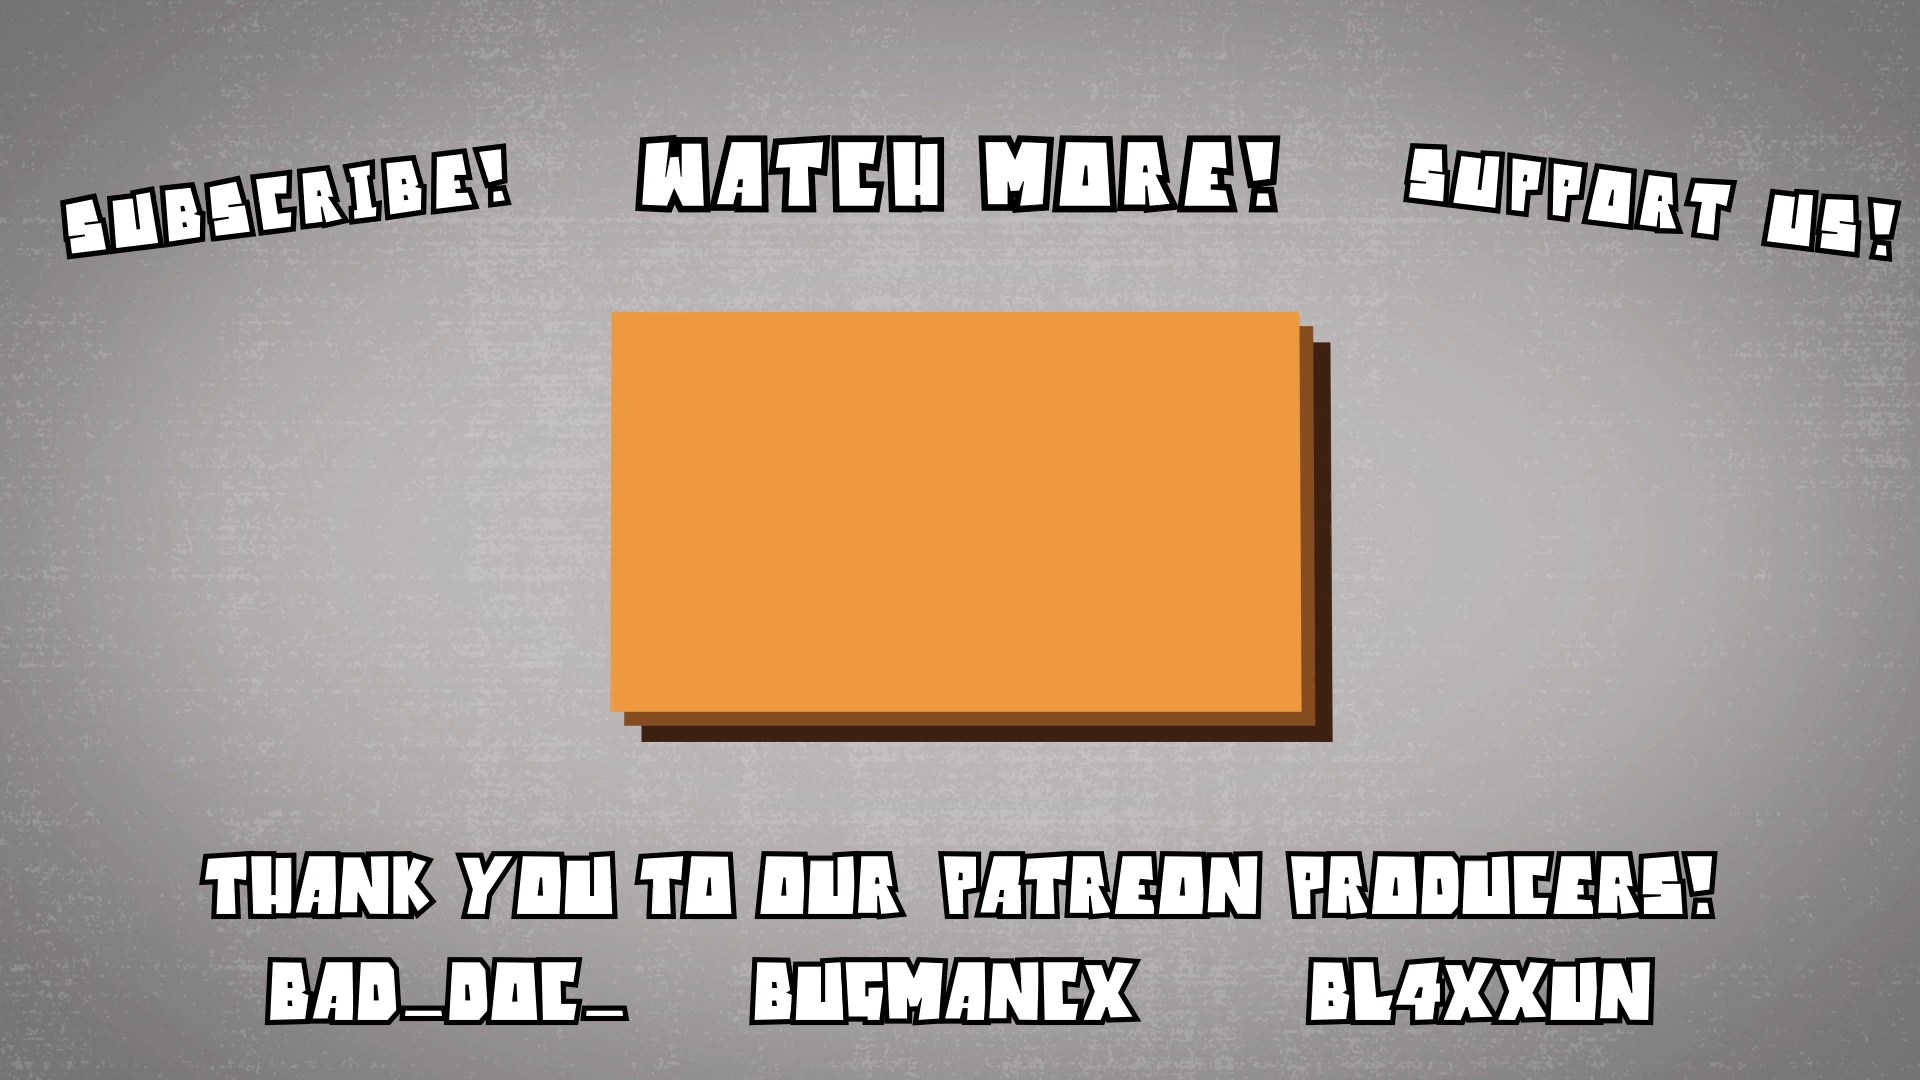 SUBSCRIBE!
WATCH MORE!
SUPPORT US!
THANK YOU TO OUR PATREON PRODUCERS!
BAD_DOC_ BUGMANCX BL4XXUN